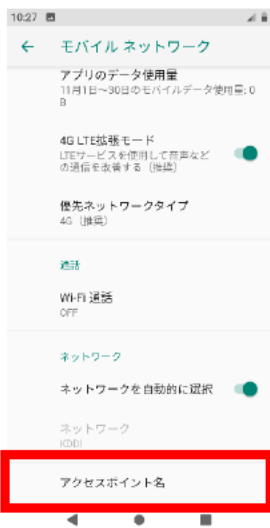 10:27
モバイル ネットワーク
アプリのデータ使用量
11月1日～30日のモバイルデータ使用量: 0
B
4G LTE拡張モード
LTEサービスを使用して音声など
の通信を改善する（推奨）
優先ネットワークタイプ
4G（推奨）
通話
Wi-Fi 通話
OFF
ネットワーク
ネットワークを自動的に選択
ネットワーク
KDDI
アクセスポイント名